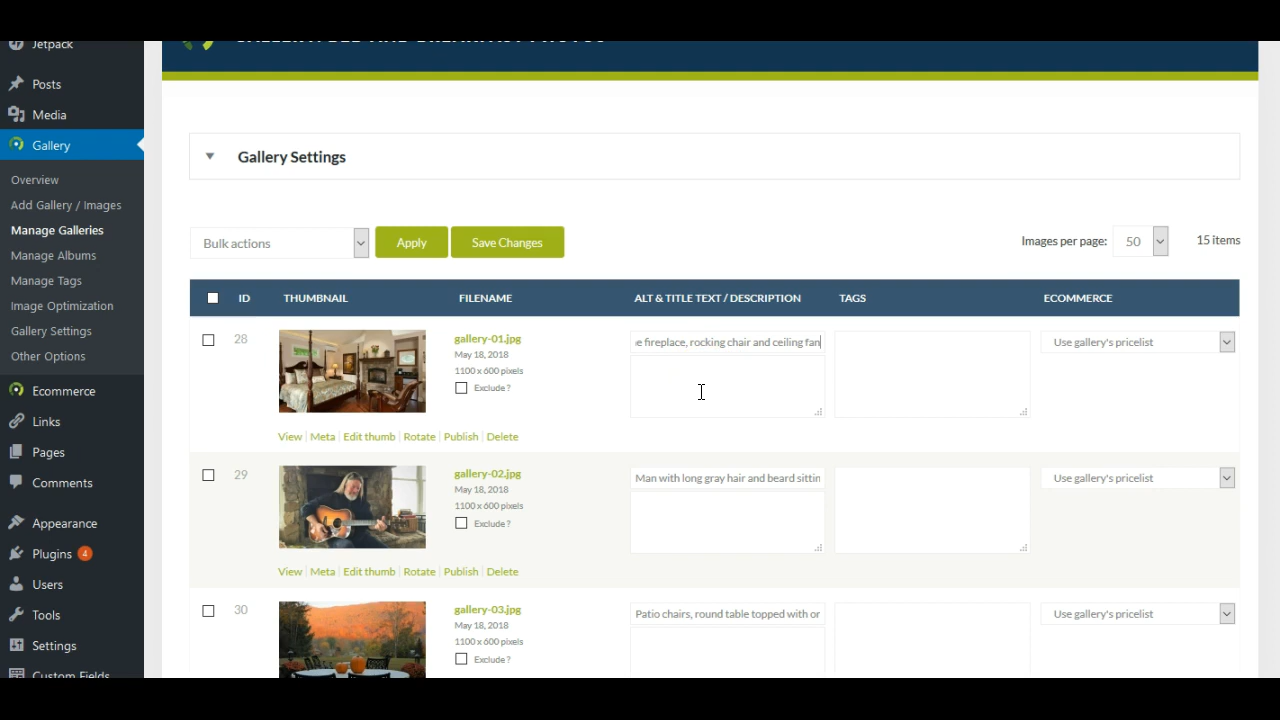 Jetpack
Posts
Media
Gallery
Overview
Add Gallery / Images
Manage Galleries
Manage Albums
Manage Tags
Image Optimization
Gallery Settings
Other Options
Ecommerce
Links
Pages
Comments
Appearance
Plugins 4
Users
Tools
Settings
Custom Fields
Gallery Settings
Bulk actions
Apply
Save Changes
Images per page: 50
15 items
ID THUMBNAIL FILENAME ALT & TITLE TEXT / DESCRIPTION TAGS ECOMMERCE
28
gallery-01.jpg
May 18, 2018
1100 x 600 pixels
Exclude ?
e fireplace, rocking chair and ceiling fan
Use gallery's pricelist
View | Meta | Edit thumb | Rotate | Publish | Delete
29
gallery-02.jpg
May 18, 2018
1100 x 600 pixels
Exclude ?
Man with long gray hair and beard sittin
Use gallery's pricelist
View | Meta | Edit thumb | Rotate | Publish | Delete
30
gallery-03.jpg
May 18, 2018
1100 x 600 pixels
Exclude ?
Patio chairs, round table topped with or
Use gallery's pricelist